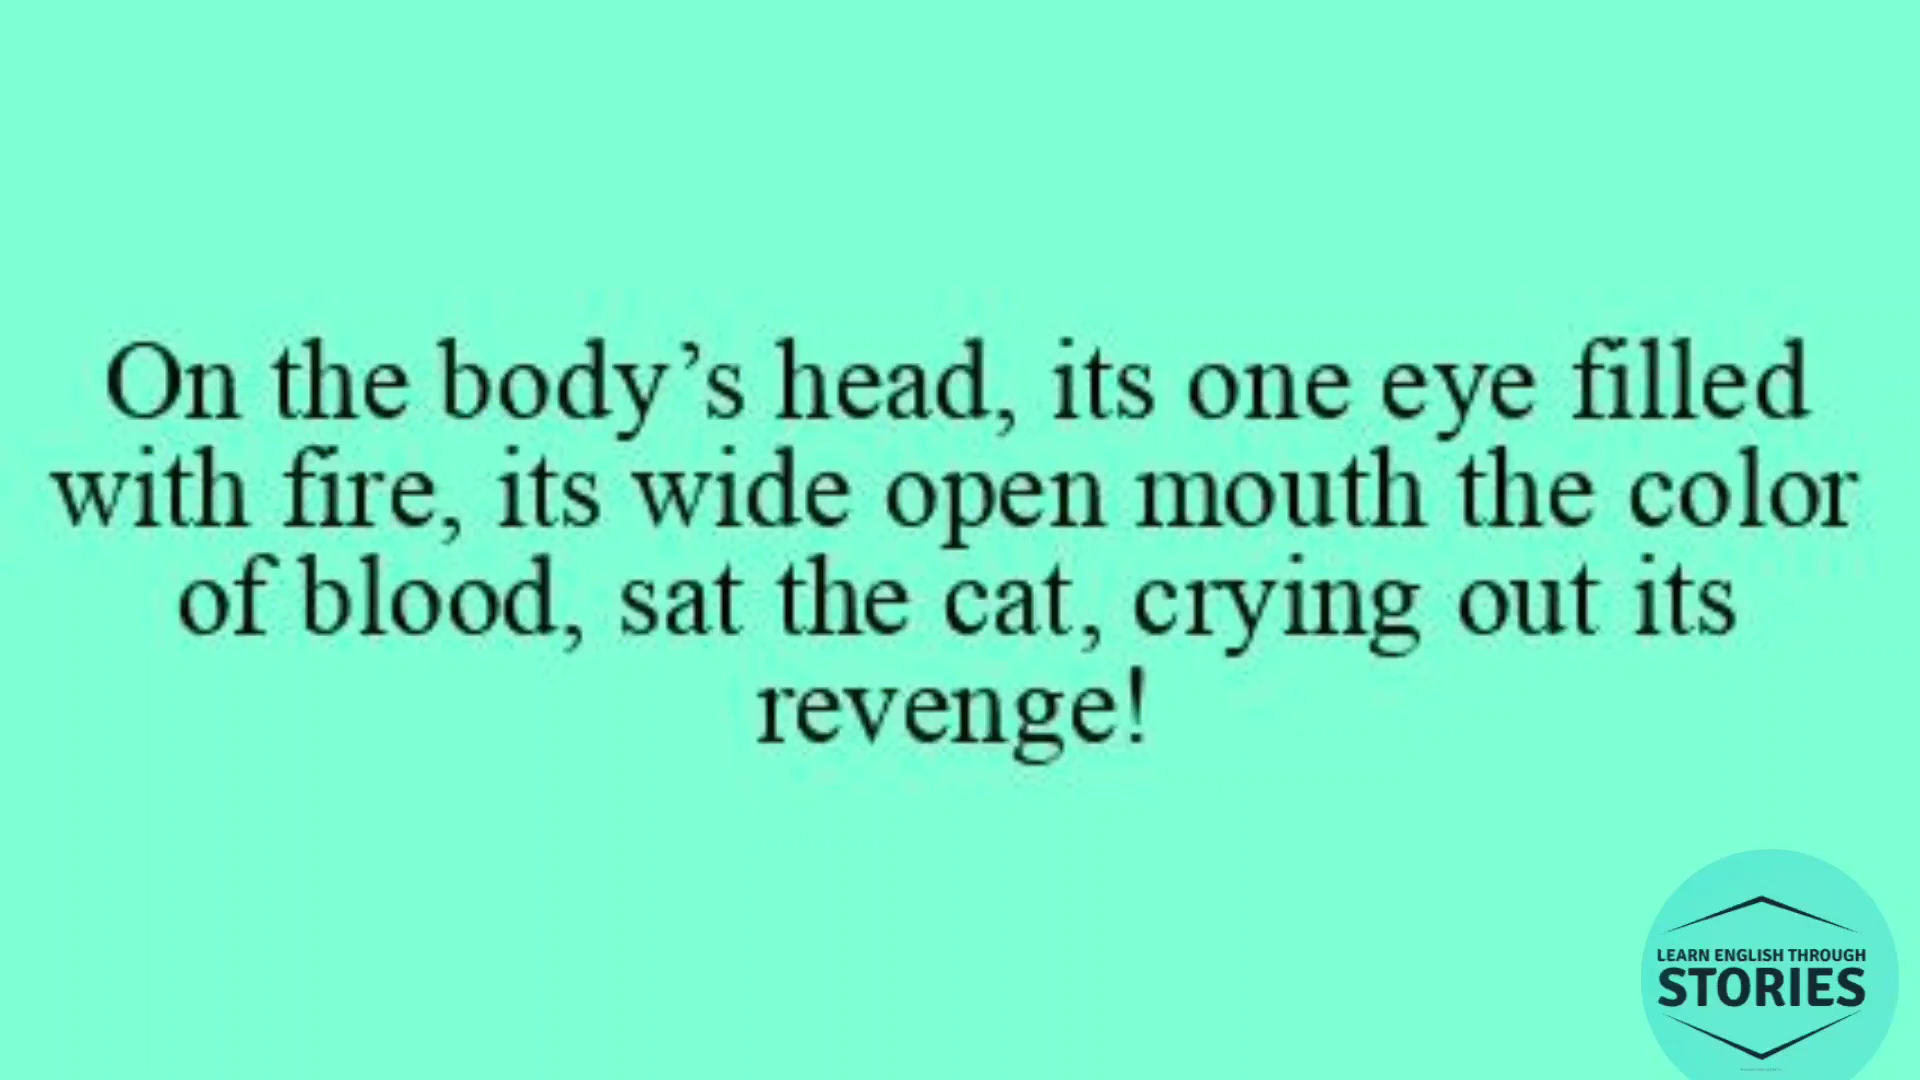 On the body’s head, its one eye filled
with fire, its wide open mouth the color
of blood, sat the cat, crying out its
revenge!
LEARN ENGLISH THROUGH
STORIES